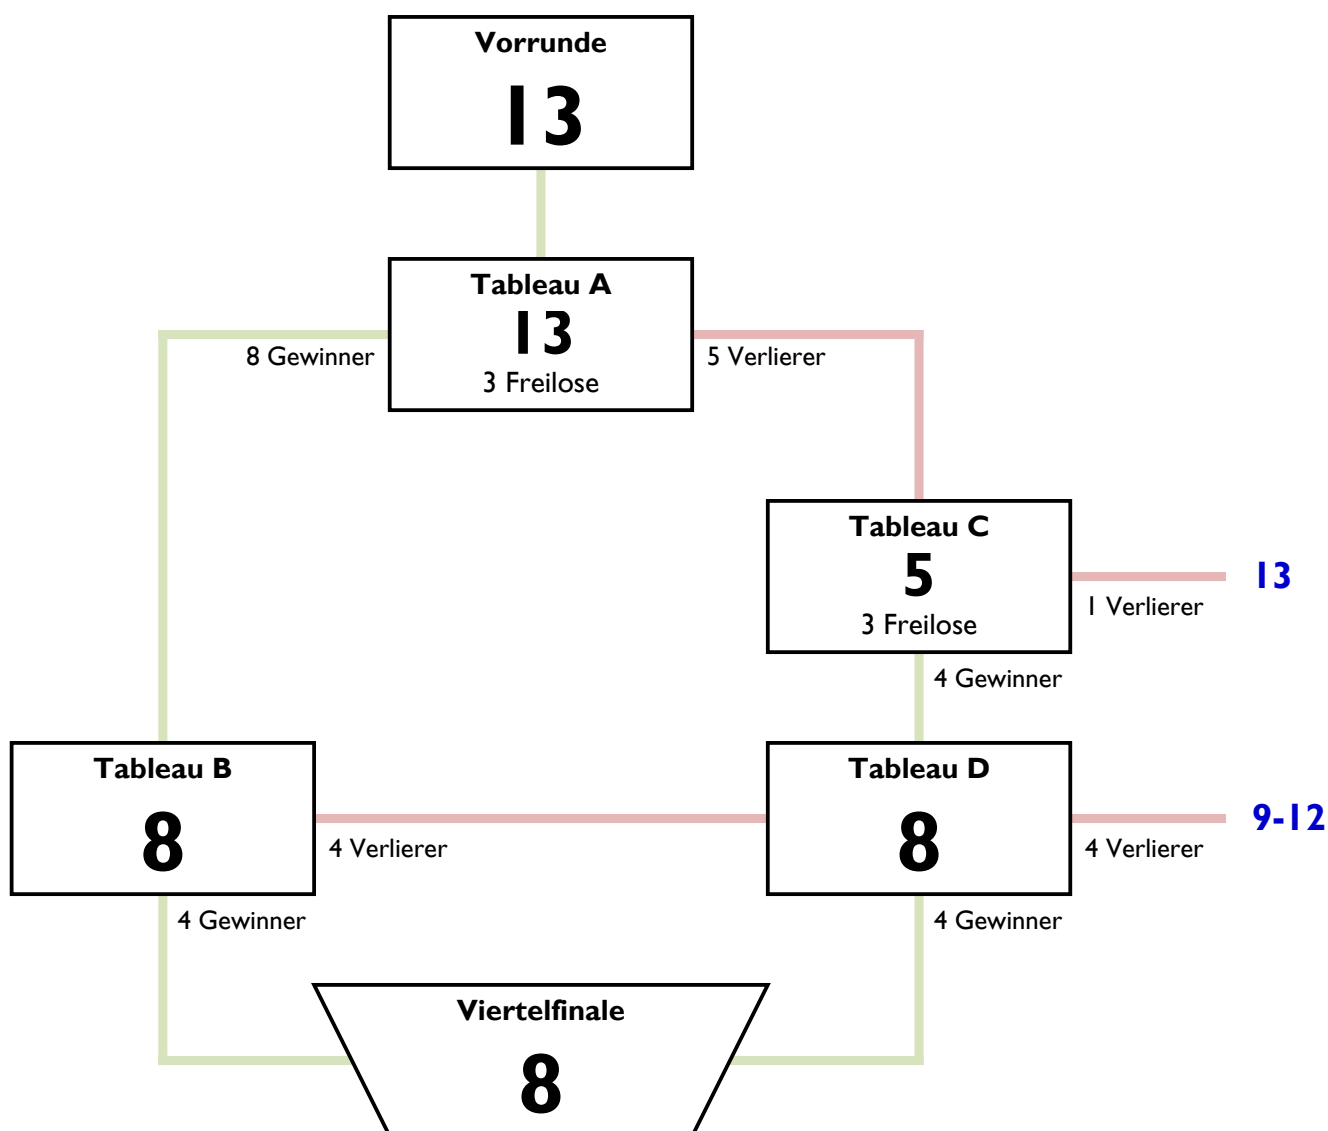 Vorrunde
13
Tableau A
13
3 Freilose
8 Gewinner
5 Verlierer
Tableau C
5
3 Freilose
13
1 Verlierer
4 Gewinner
Tableau B
8
4 Verlierer
Tableau D
8
9-12
4 Verlierer
4 Gewinner
4 Gewinner
Viertelfinale
8